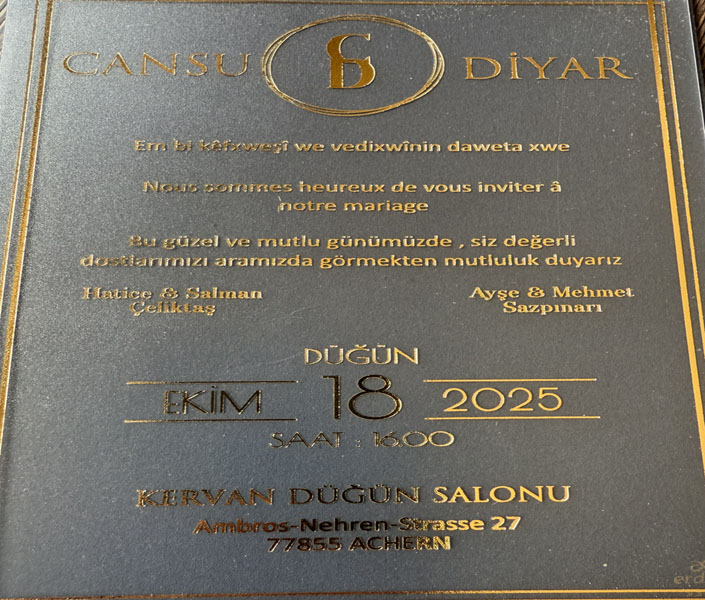 CANSU
DİYAR
Em bi kêfxweşî we vedixwînin daweta xwe
Nous sommes heureux de vous inviter â
notre mariage
Bu güzel ve mutlu günümüzde , siz değerli
dostlarımızı aramızda görmekten mutluluk duyarız
Hatice & Salman
Çeliktaş
Ayşe & Mehmet
Sazpınarı
DÜĞÜN
EKİM 18 2025
SAAT : 16.00
KERVAN DÜĞÜN SALONU
Ambros-Nehren-Strasse 27
77855 ACHERN